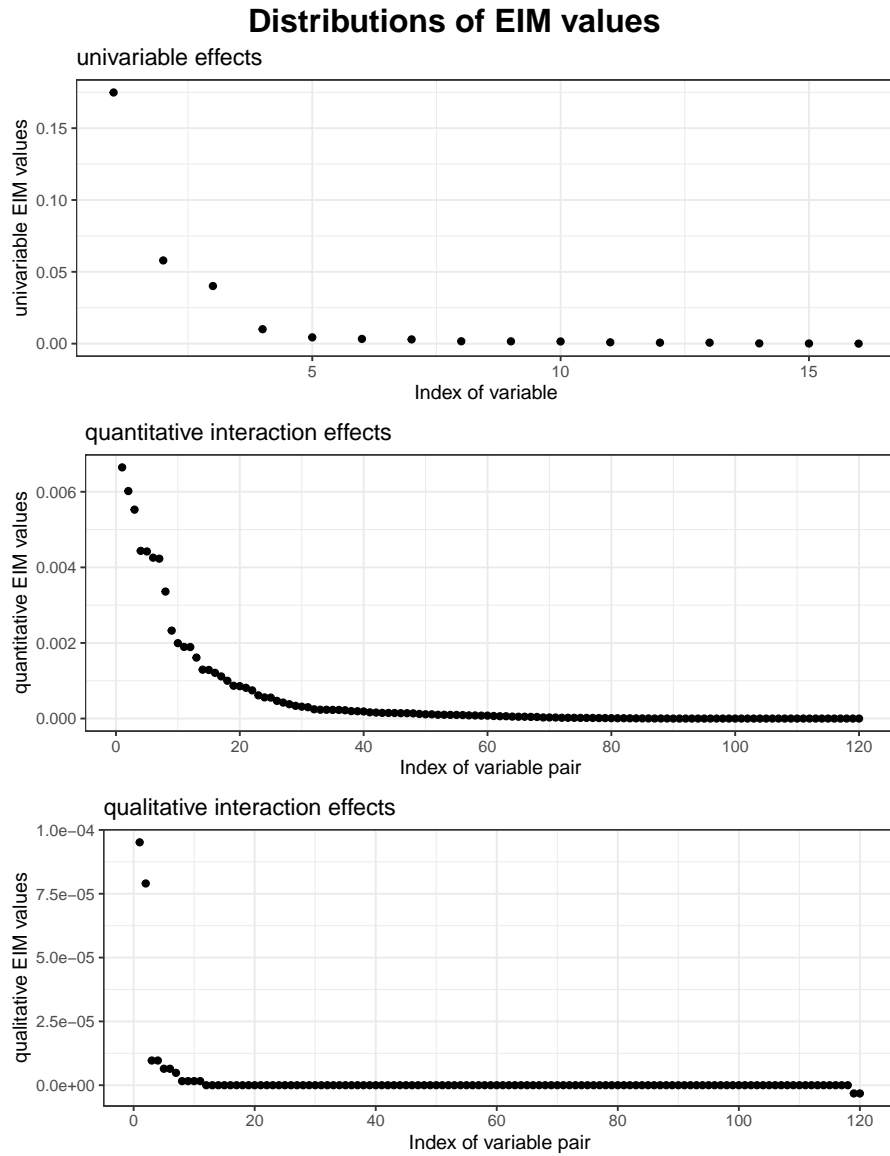 Distributions of EIM values
univariable effects
univariable EIM values
0.15
0.10
0.05
0.00
5
10
15
Index of variable
quantitative interaction effects
quantitative EIM values
0.006
0.004
0.002
0.000
0
20
40
60
80
100
120
Index of variable pair
qualitative interaction effects
qualitative EIM values
1.0e−04
7.5e−05
5.0e−05
2.5e−05
0.0e+00
0
20
40
60
80
100
120
Index of variable pair